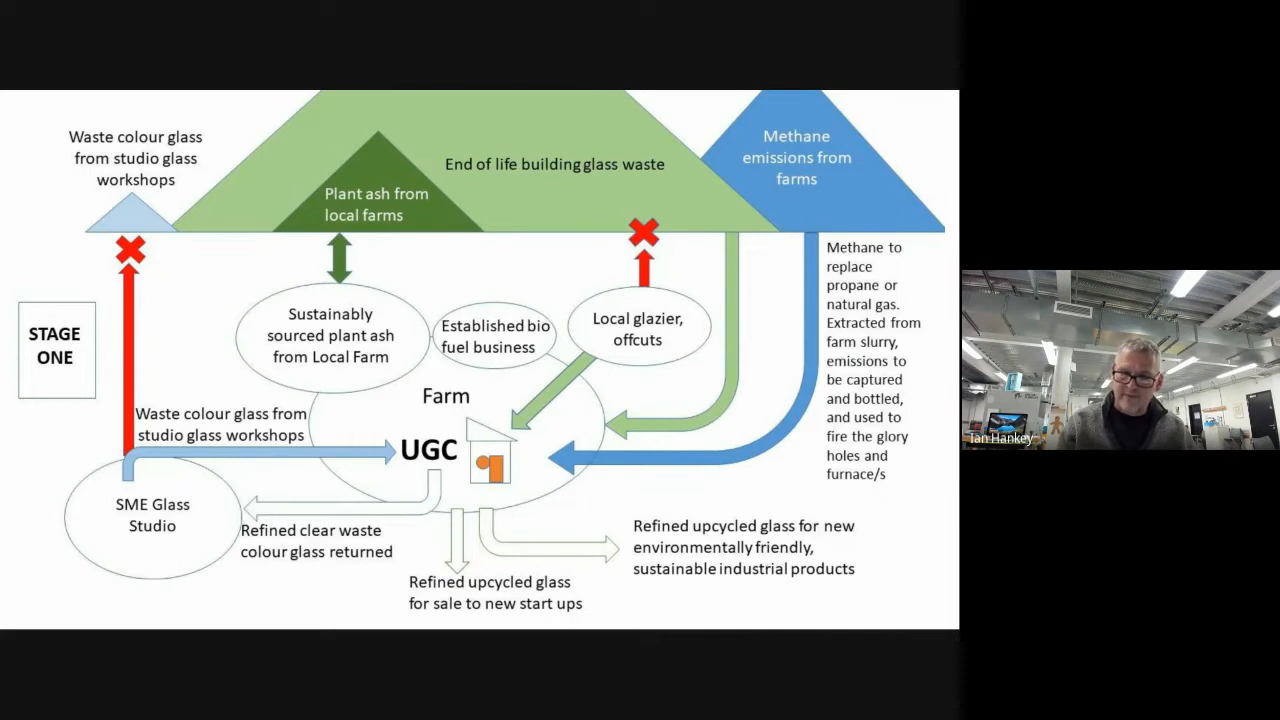 Waste colour glass
from studio glass
workshops
End of life building glass waste
Plant ash from
local farms
Methane
emissions from
farms
STAGE
ONE
Sustainably
sourced plant ash
from Local Farm
Established bio
fuel business
Local glazier,
offcuts
Methane to
replace
propane or
natural gas.
Extracted from
farm slurry,
emissions to
be captured
and bottled,
and used to
fire the glory
holes and
furnace/s
Farm
UGC
Waste colour glass from
studio glass workshops
SME Glass
Studio
Refined clear waste
colour glass returned
Refined upcycled glass
for sale to new start ups
Refined upcycled glass for new
environmentally friendly,
sustainable industrial products
Ian Hankey